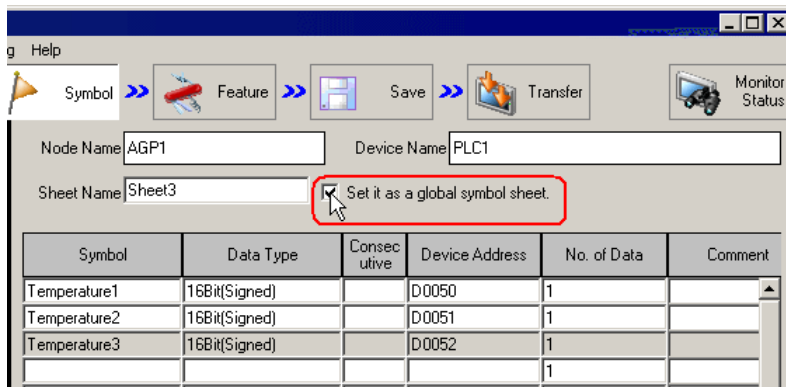 g Help
Symbol Feature Save Transfer Monitor Status
Node Name AGP1 Device Name PLC1
Sheet Name Sheet3 Set it as a global symbol sheet.
Symbol Data Type Consec utive Device Address No. of Data Comment
Temperature1 16Bit(Signed) D0050 1
Temperature2 16Bit(Signed) D0051 1
Temperature3 16Bit(Signed) D0052 1
1